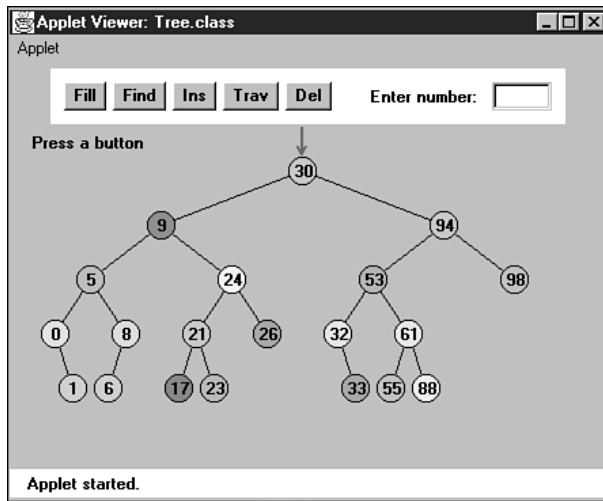 Applet Viewer: Tree.class
Applet
Fill Find Ins Trav Del Enter number:
Press a button
30
9 94
5 24 53 98
0 8 21 26 32 61
1 6 17 23 33 55 88
Applet started.